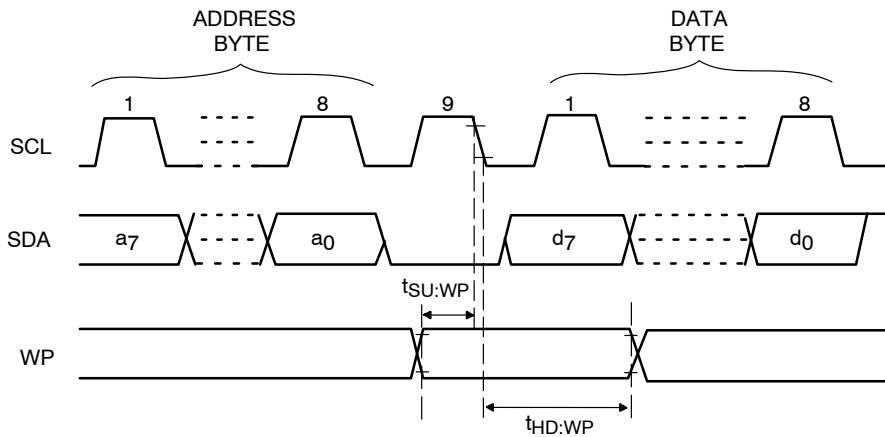 ADDRESS
BYTE
DATA
BYTE
1
8
9
1
8
SCL
SDA
a7
a0
d7
d0
tSU:WP
WP
tHD:WP